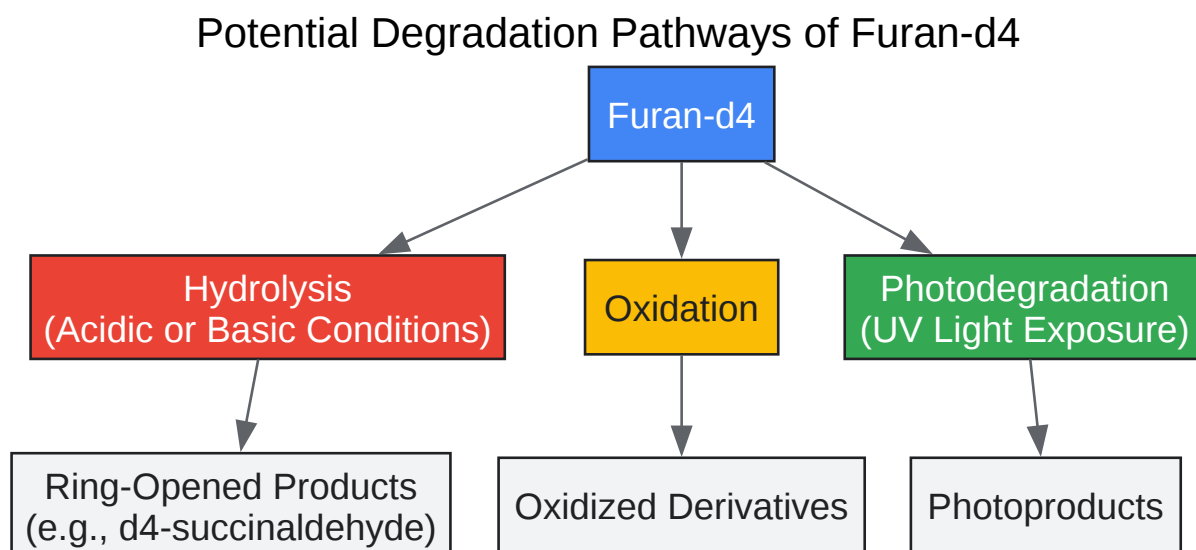 Potential Degradation Pathways of Furan-d4
Furan-d4
Hydrolysis
(Acidic or Basic Conditions)
Oxidation
Photodegradation
(UV Light Exposure)
Ring-Opened Products
(e.g., d4-succinaldehyde)
Oxidized Derivatives
Photoproducts